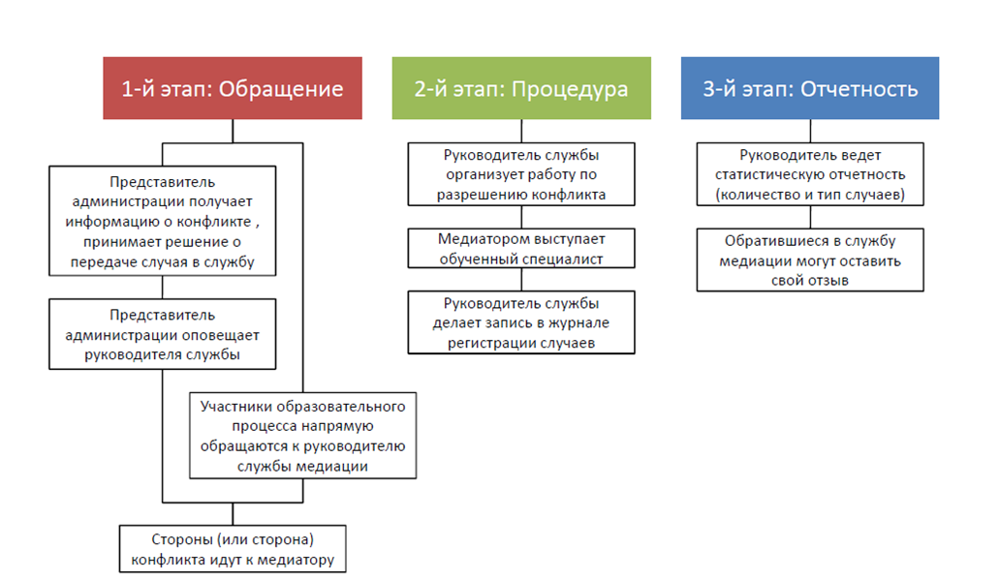 1-й этап: Обращение
Представитель
администрации получает
информацию о конфликте ,
принимает решение о
передаче случая в службу
Представитель
администрации оповещает
руководителя службы
Участники образовательного
процесса напрямую
обращаются к руководителю
службы медиации
Стороны (или сторона)
конфликта идут к медиатору
2-й этап: Процедура
Руководитель службы
организует работу по
разрешению конфликта
Медиатором выступает
обученный специалист
Руководитель службы
делает запись в журнале
регистрации случаев
3-й этап: Отчетность
Руководитель ведет
статистическую отчетность
(количество и тип случаев)
Обратившиеся в службу
медиации могут оставить
свой отзыв